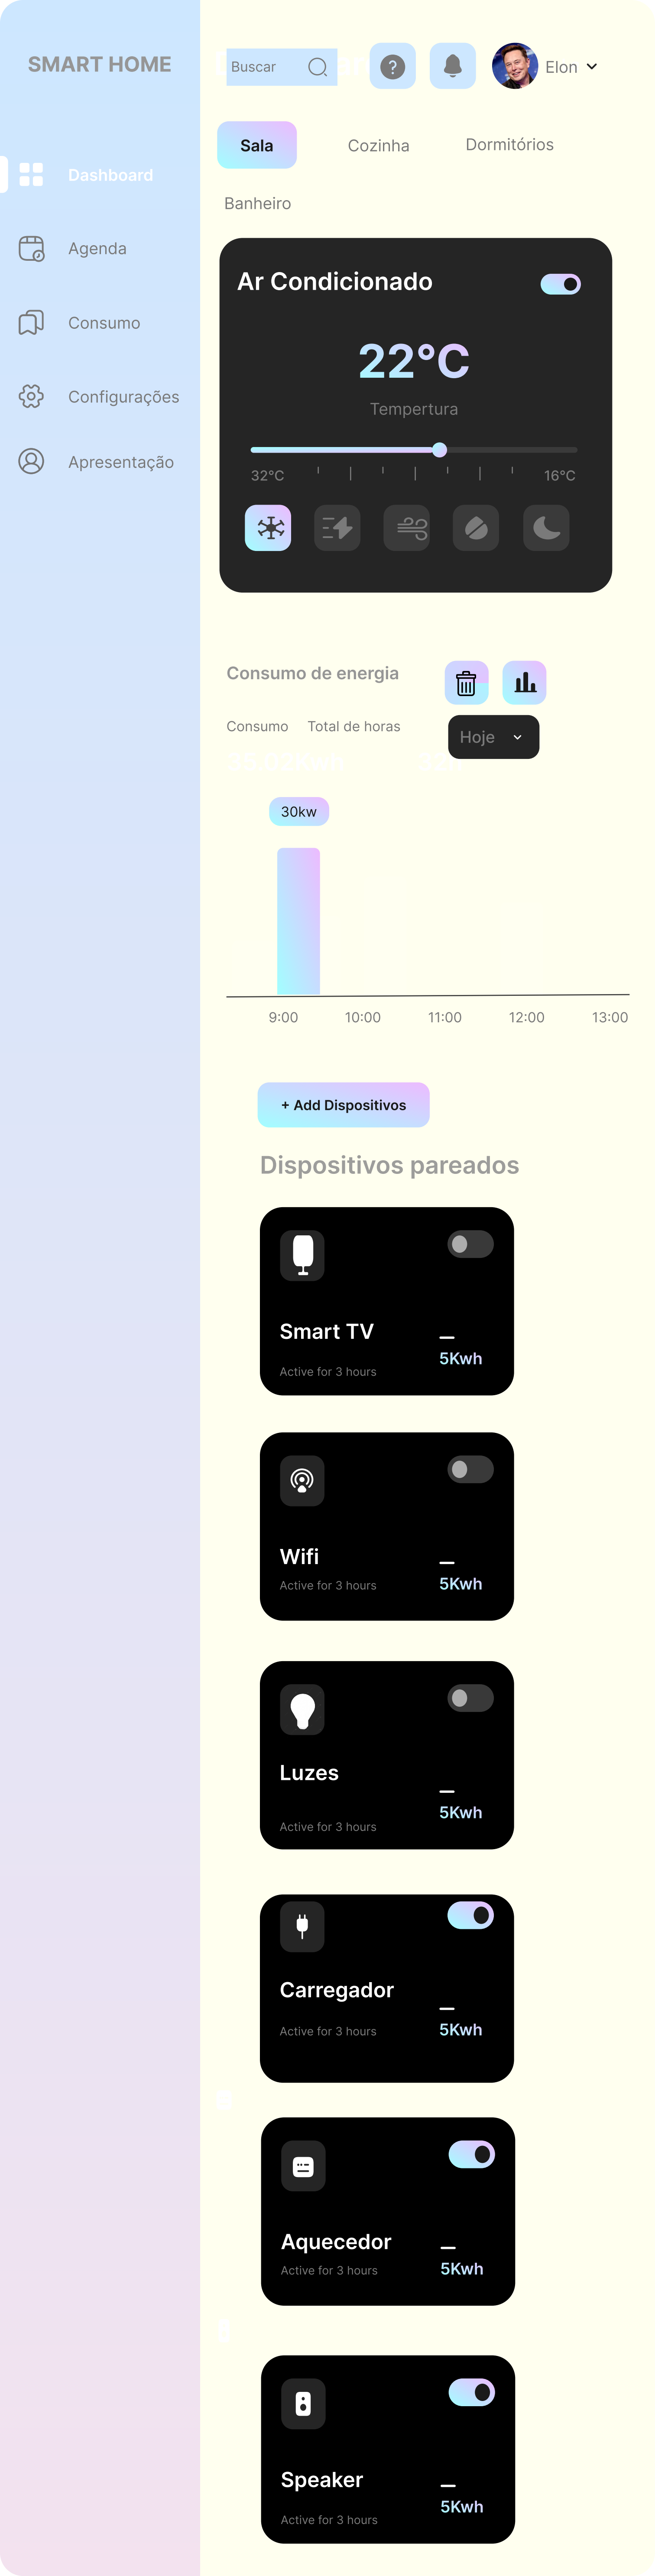 SMART HOME
Dashboard
Agenda
Consumo
Configurações
Apresentação
Buscar
?
Elon
Sala
Cozinha
Dormitórios
Banheiro
Ar Condicionado
22°C
Tempertura
32°C
16°C
Consumo de energia
Consumo
Total de horas
Hoje
30kw
9:00
10:00
11:00
12:00
13:00
+ Add Dispositivos
Dispositivos pareados
Smart TV
5Kwh
Active for 3 hours
Wifi
5Kwh
Active for 3 hours
Luzes
5Kwh
Active for 3 hours
Carregador
5Kwh
Active for 3 hours
Aquecedor
5Kwh
Active for 3 hours
Speaker
5Kwh
Active for 3 hours